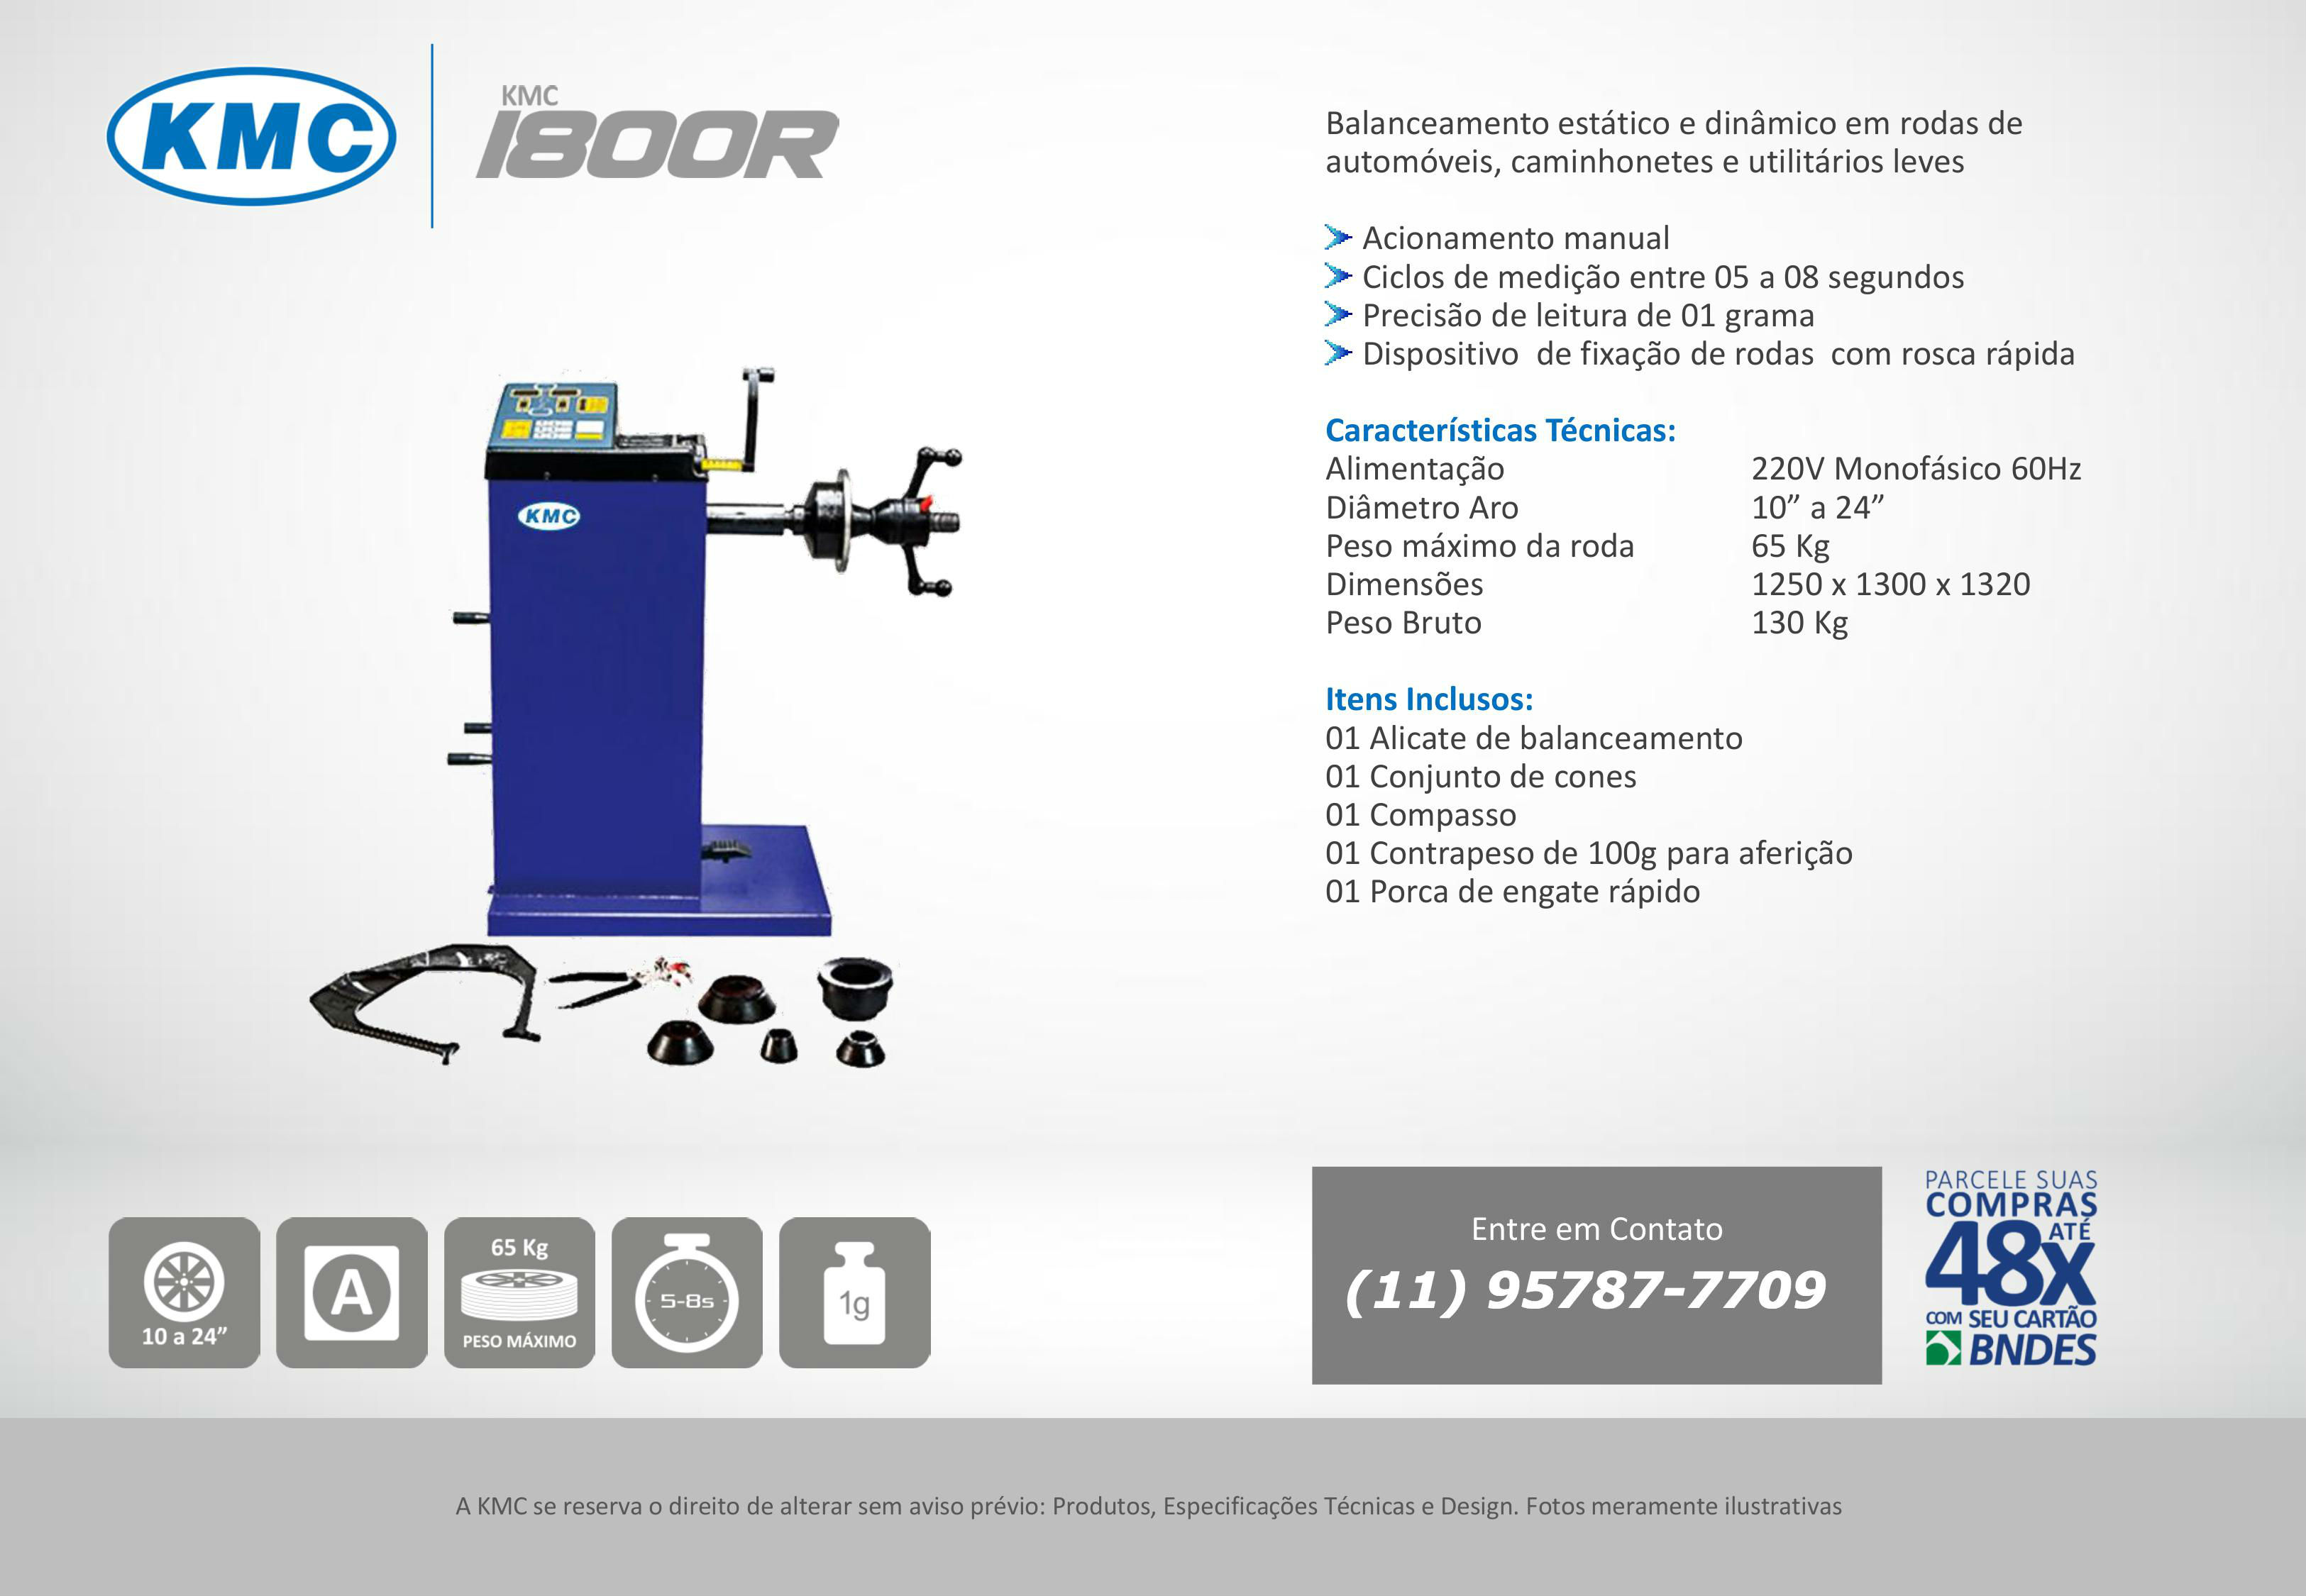 KMC
KMC
1800R
Balanceamento estático e dinâmico em rodas de
automóveis, caminhonetes e utilitários leves
Acionamento manual
Ciclos de medição entre 05 a 08 segundos
Precisão de leitura de 01 grama
Dispositivo  de fixação de rodas  com rosca rápida
Características Técnicas:
Alimentação 220V Monofásico 60Hz
Diâmetro Aro 10” a 24”
Peso máximo da roda 65 Kg
Dimensões 1250 x 1300 x 1320
Peso Bruto 130 Kg
Itens Inclusos:
01 Alicate de balanceamento
01 Conjunto de cones
01 Compasso
01 Contrapeso de 100g para aferição
01 Porca de engate rápido
KMC
10 a 24”
A
65 Kg
PESO MÁXIMO
5-8s
1g
Entre em Contato
(11) 95787-7709
PARCELE SUAS
COMPRAS
ATÉ
48X
COM SEU CARTÃO
BNDES
A KMC se reserva o direito de alterar sem aviso prévio: Produtos, Especificações Técnicas e Design. Fotos meramente ilustrativas